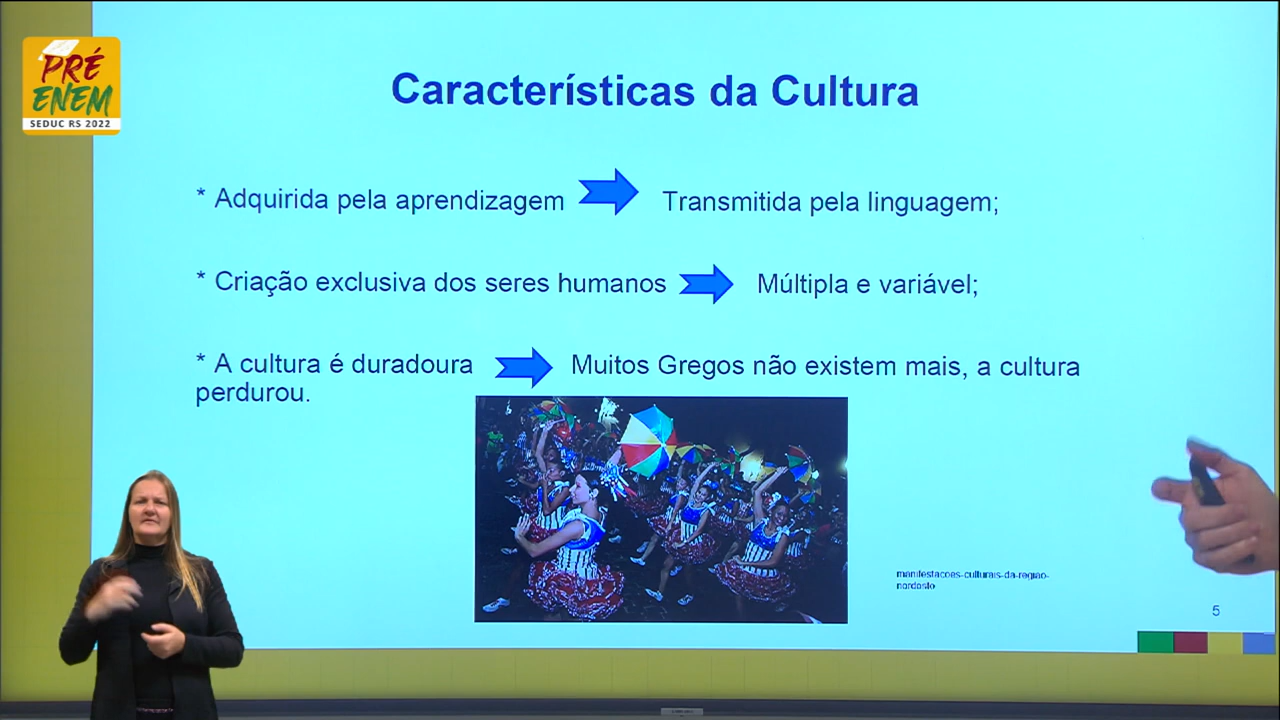 PRÉ
ENEM
SEDUC RS 2022
Características da Cultura
* Adquirida pela aprendizagem Transmitida pela linguagem;
* Criação exclusiva dos seres humanos Múltipla e variável;
* A cultura é duradoura Muitos Gregos não existem mais, a cultura
perdurou.
manifestacoes-culturais-da-regiao-
nordeste
5